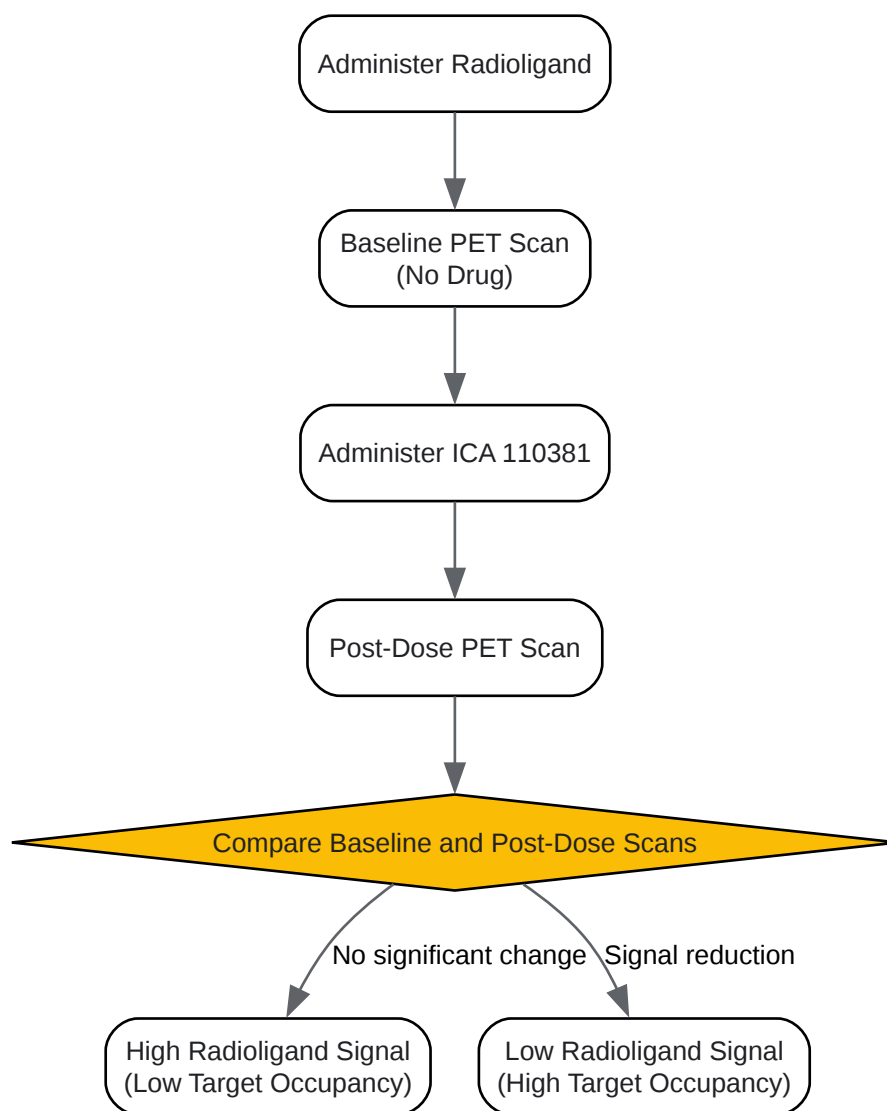 Administer Radioligand
Baseline PET Scan
(No Drug)
Administer ICA 110381
Post-Dose PET Scan
Compare Baseline and Post-Dose Scans
No significant change
Signal reduction
High Radioligand Signal
(Low Target Occupancy)
Low Radioligand Signal
(High Target Occupancy)